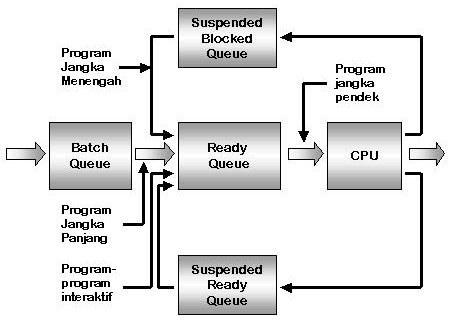 Suspended
Blocked
Queue
Program
Jangka
Menengah
Program
jangka
pendek
Batch
Queue
Ready
Queue
CPU
Program
Jangka
Panjang
Program-
program
interaktif
Suspended
Ready
Queue